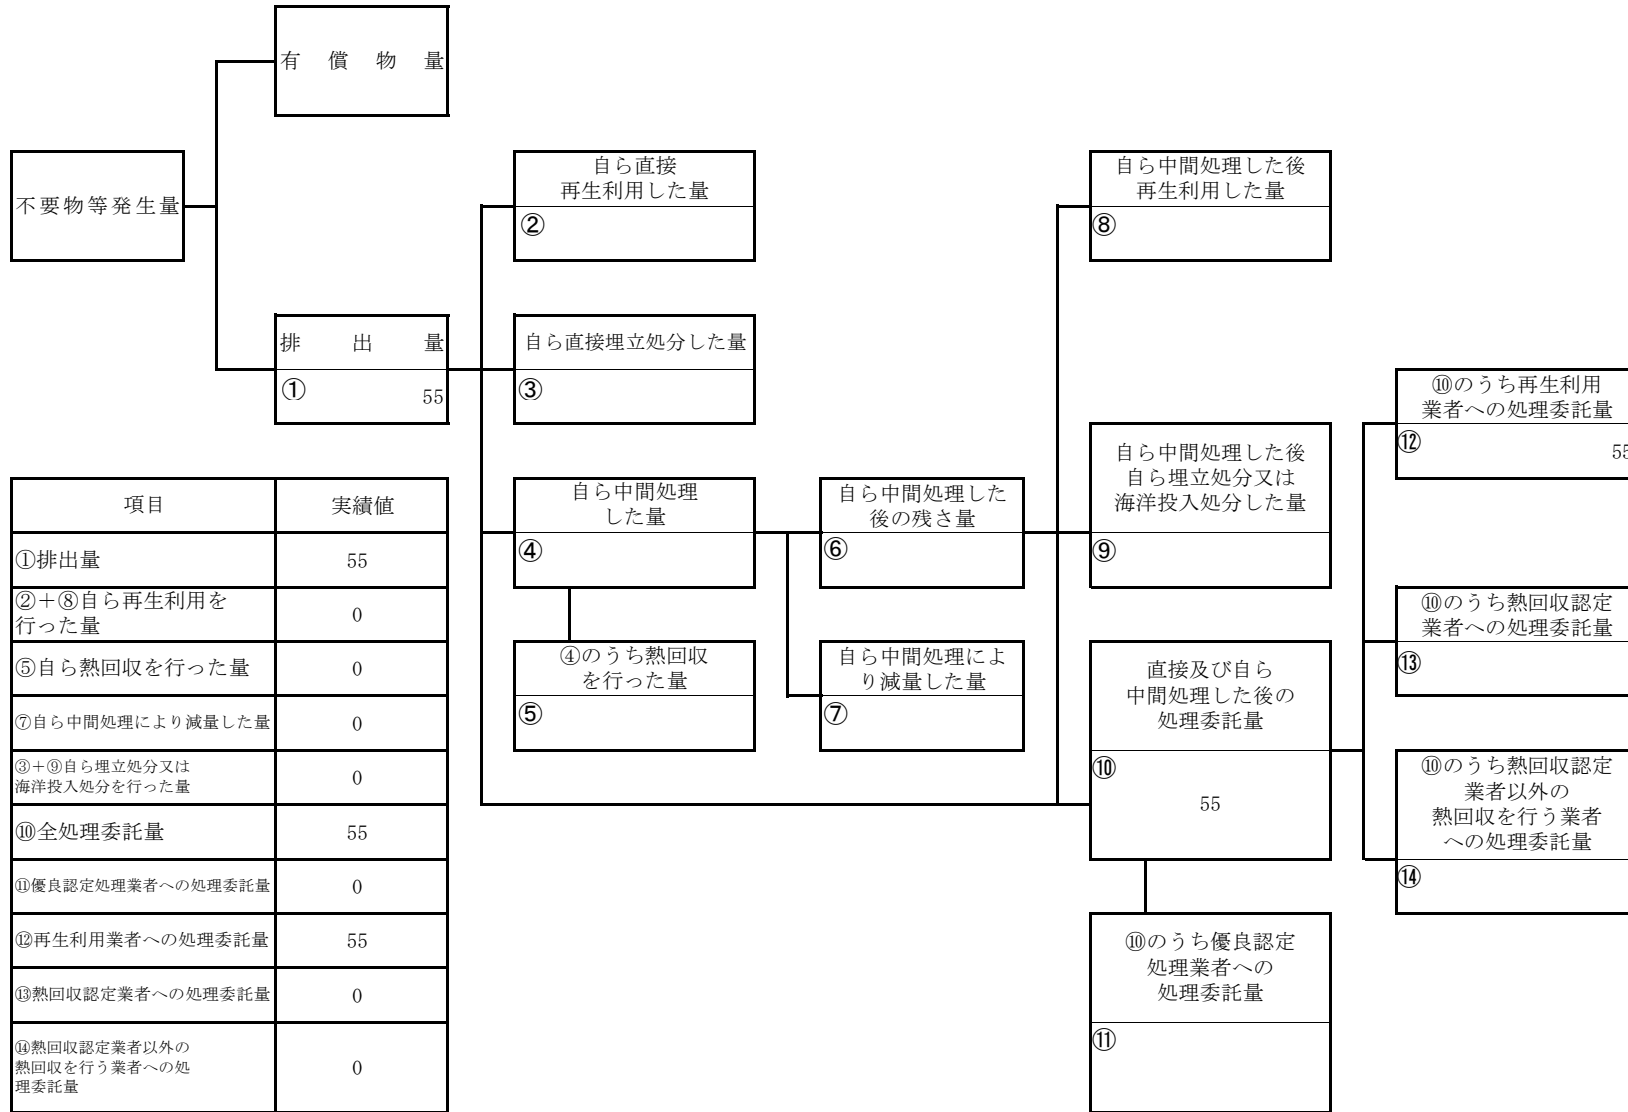 有償物量
不要物等発生量
排出量
①
55
自ら直接
再生利用した量
②
自ら直接埋立処分した量
③
自ら中間処理
した量
④
④のうち熱回収
を行った量
⑤
自ら中間処理した
後の残さ量
⑥
自ら中間処理によ
り減量した量
⑦
自ら中間処理した後
再生利用した量
⑧
自ら中間処理した後
自ら埋立処分又は
海洋投入処分した量
⑨
直接及び自ら
中間処理した後の
処理委託量
⑩
55
⑩のうち優良認定
処理業者への
処理委託量
⑪
⑩のうち再生利用
業者への処理委託量
⑫
55
⑩のうち熱回収認定
業者への処理委託量
⑬
⑩のうち熱回収認定
業者以外の
熱回収を行う業者
への処理委託量
⑭
項目 実績値
①排出量 55
②＋⑧自ら再生利用を
行った量 0
⑤自ら熱回収を行った量 0
⑦自ら中間処理により減量した量 0
③＋⑨自ら埋立処分又は
海洋投入処分を行った量 0
⑩全処理委託量 55
⑪優良認定処理業者への処理委託量 0
⑫再生利用業者への処理委託量 55
⑬熱回収認定業者への処理委託量 0
⑭熱回収認定業者以外の
熱回収を行う業者への処
理委託量 0